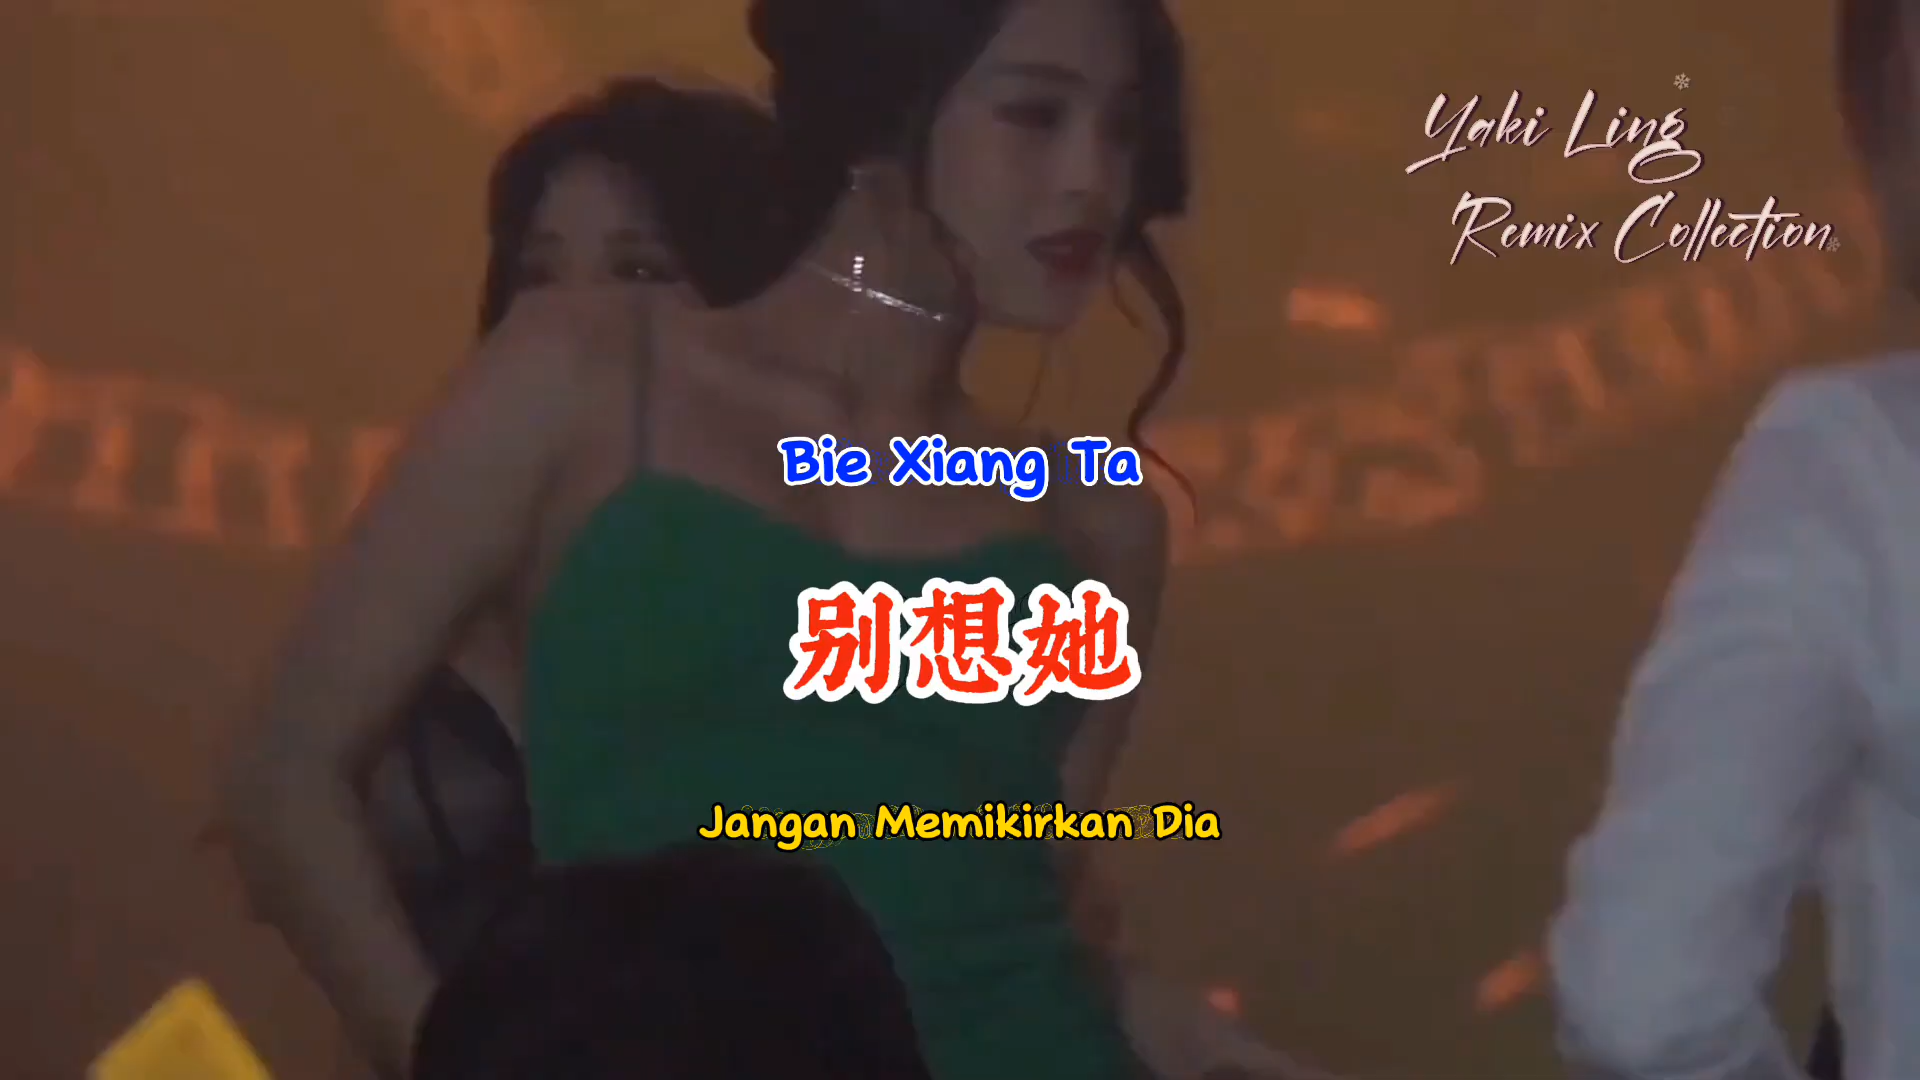 Yaki Ling
Remix Collection
Bie Xiang Ta
别想她
Jangan Memikirkan Dia